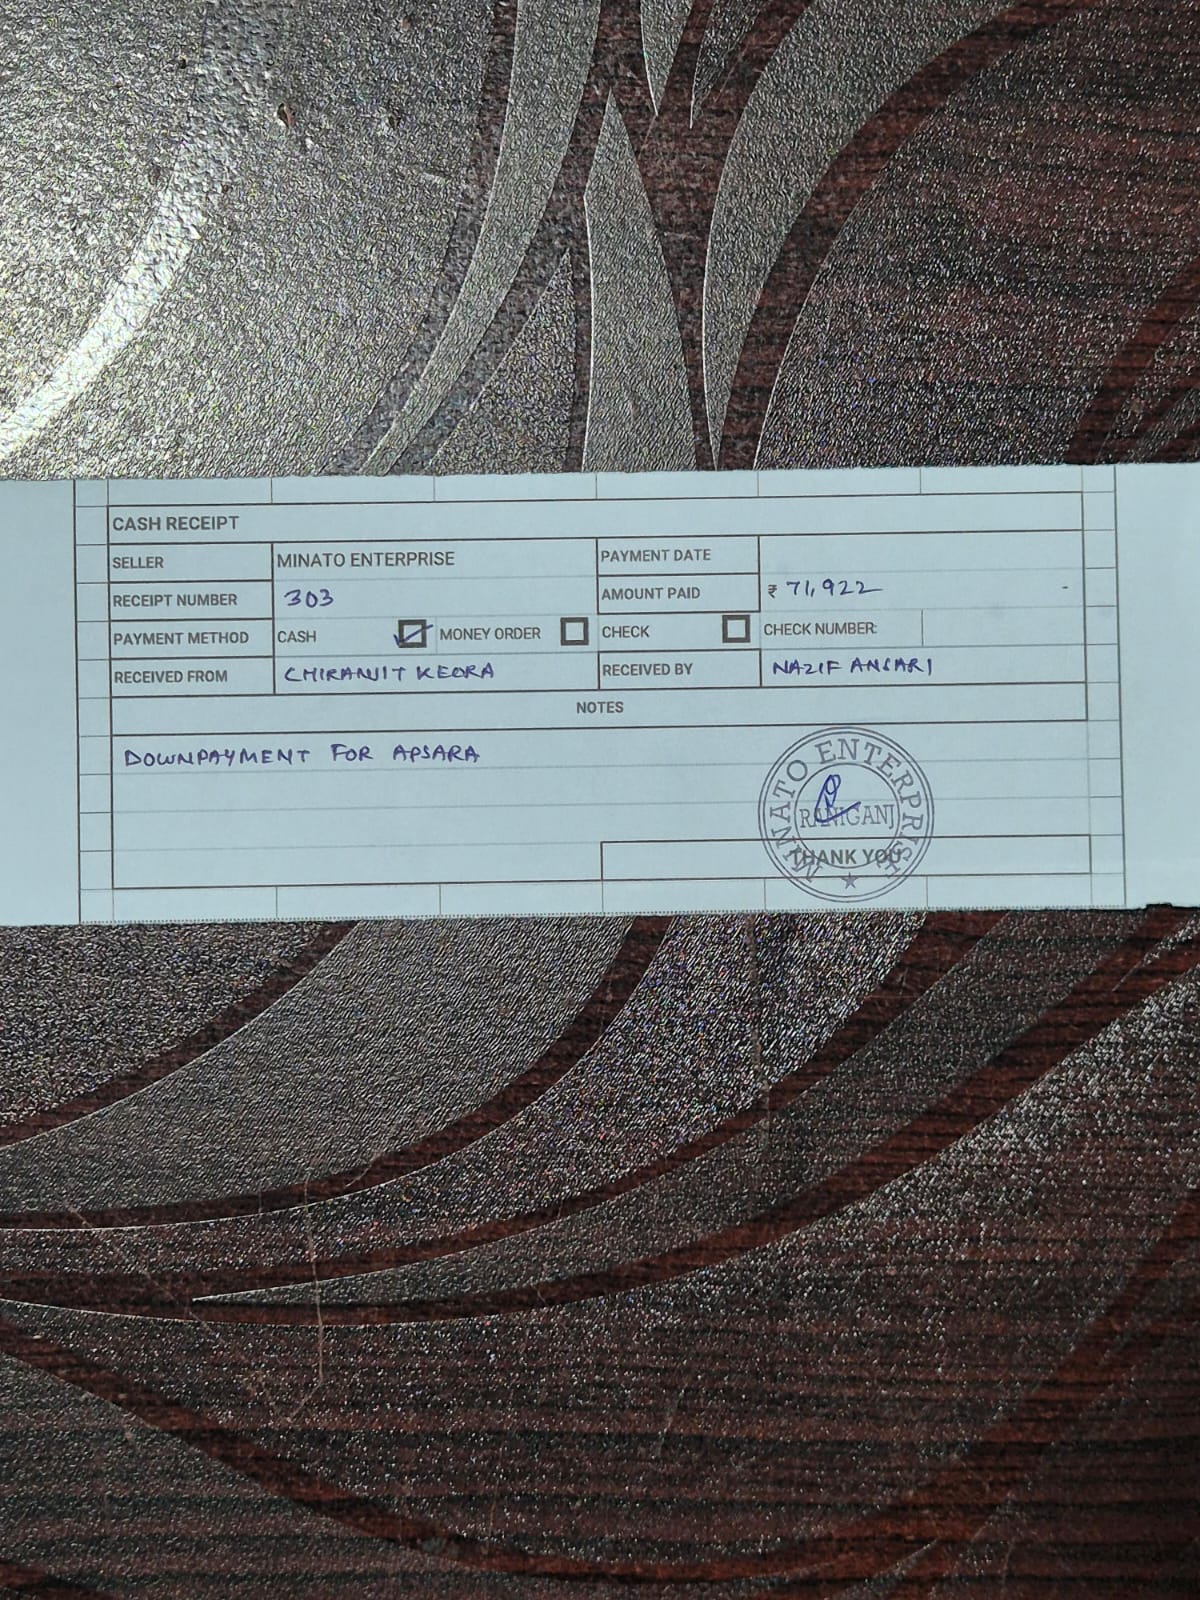 CASH RECEIPT
SELLER MINATO ENTERPRISE PAYMENT DATE
RECEIPT NUMBER 303 AMOUNT PAID ₹ 71,922 -
PAYMENT METHOD CASH MONEY ORDER CHECK CHECK NUMBER:
RECEIVED FROM CHIRANJIT KEORA RECEIVED BY NAZIF ANSARI
NOTES
DOWNPAYMENT FOR APSARA
MINATO ENTERPRISE
RANIGANJ
THANK YOU